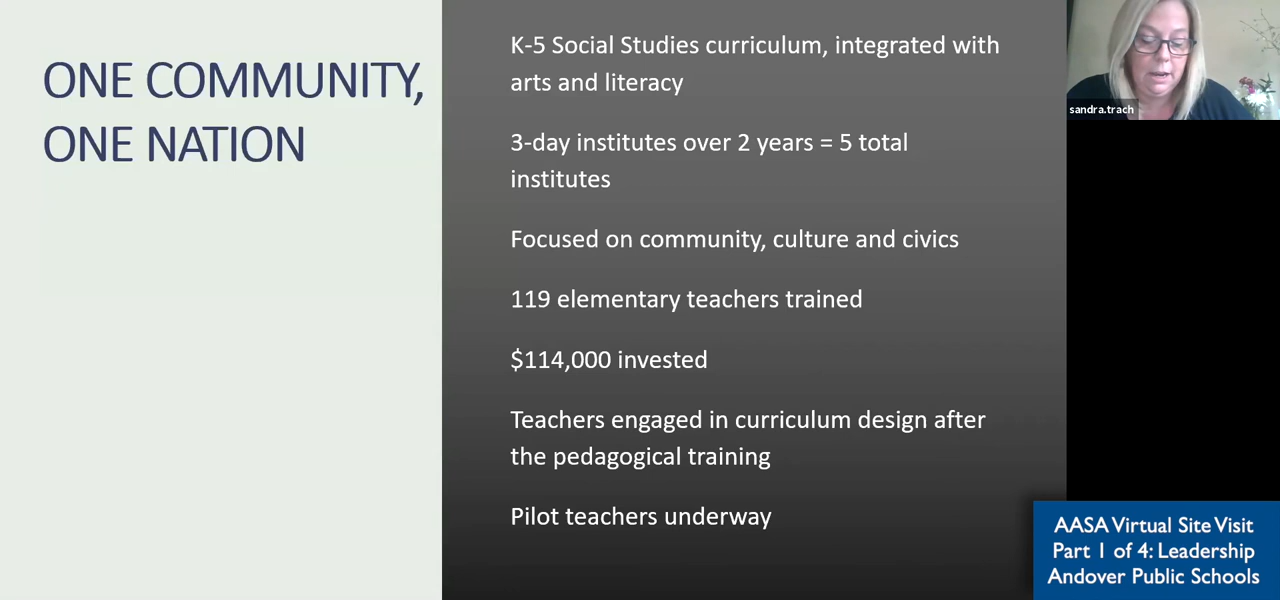 ONE COMMUNITY,
ONE NATION
K-5 Social Studies curriculum, integrated with
arts and literacy
3-day institutes over 2 years = 5 total
institutes
Focused on community, culture and civics
119 elementary teachers trained
$114,000 invested
Teachers engaged in curriculum design after
the pedagogical training
Pilot teachers underway
sandra.trach
AASA Virtual Site Visit
Part 1 of 4: Leadership
Andover Public Schools